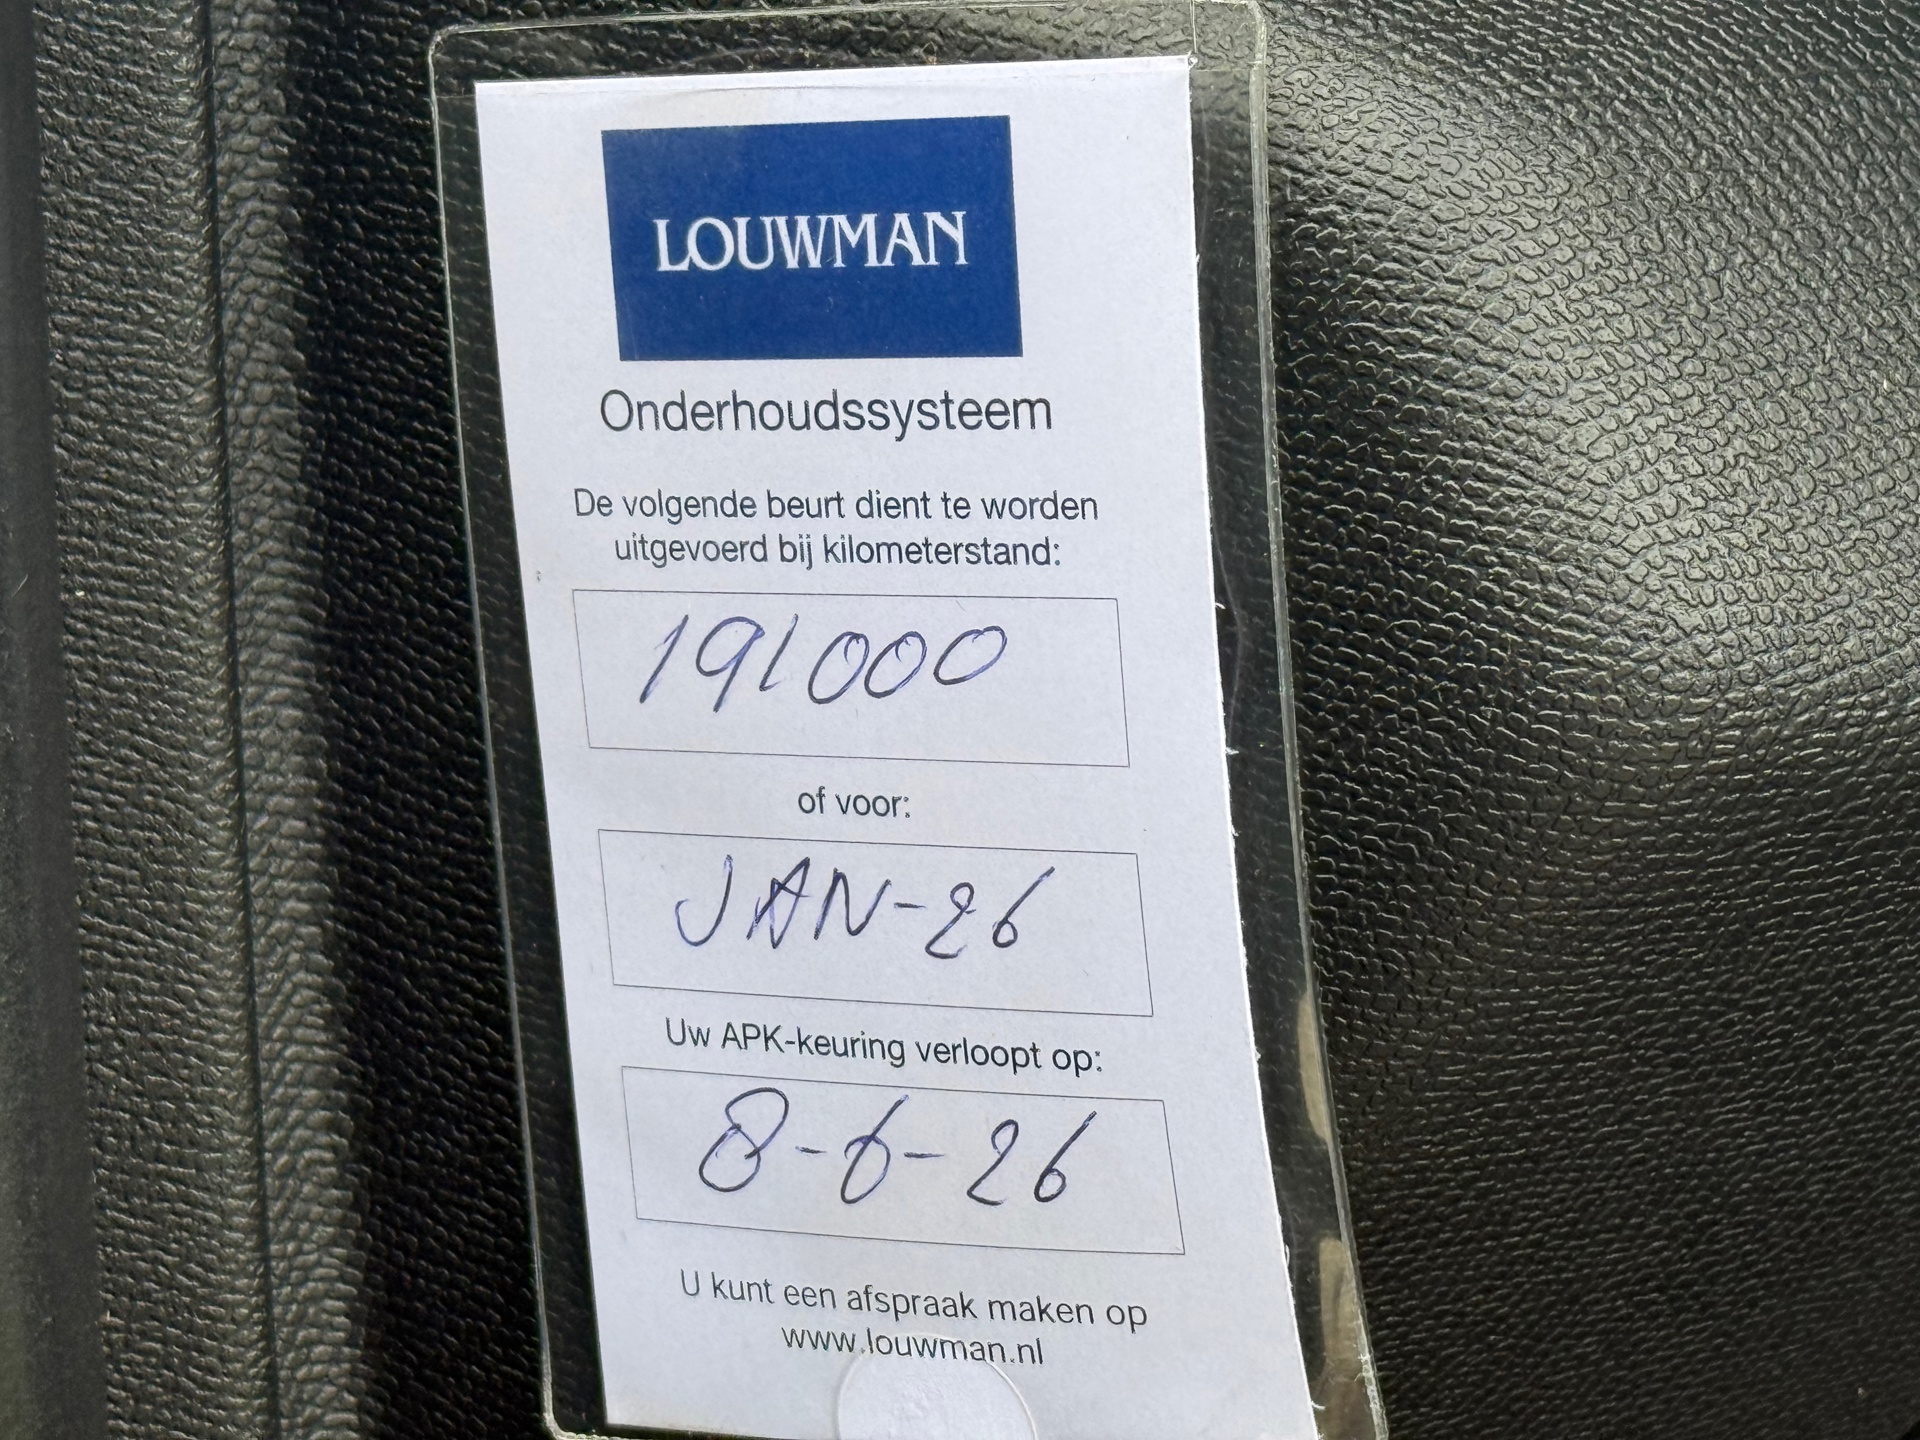 LOUWMAN
Onderhoudssysteem
De volgende beurt dient te worden
uitgevoerd bij kilometerstand:
191000
of voor:
JAN-26
Uw APK-keuring verloopt op:
8-6-26
U kunt een afspraak maken op
www.louwman.nl